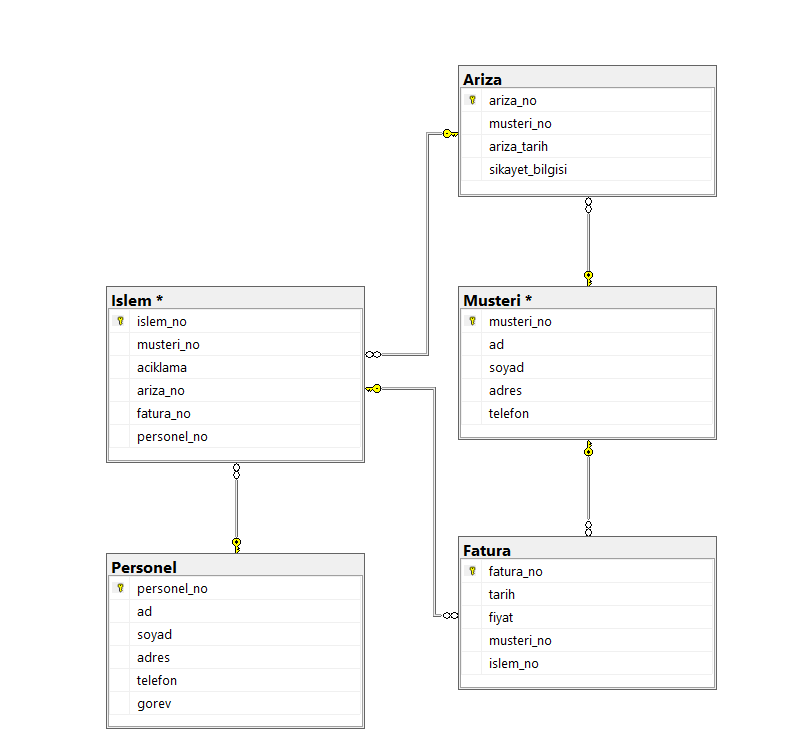 Ariza
ariza_no
musteri_no
ariza_tarih
sikayet_bilgisi
Islem *
islem_no
musteri_no
aciklama
ariza_no
fatura_no
personel_no
Musteri *
musteri_no
ad
soyad
adres
telefon
Personel
personel_no
ad
soyad
adres
telefon
gorev
Fatura
fatura_no
tarih
fiyat
musteri_no
islem_no